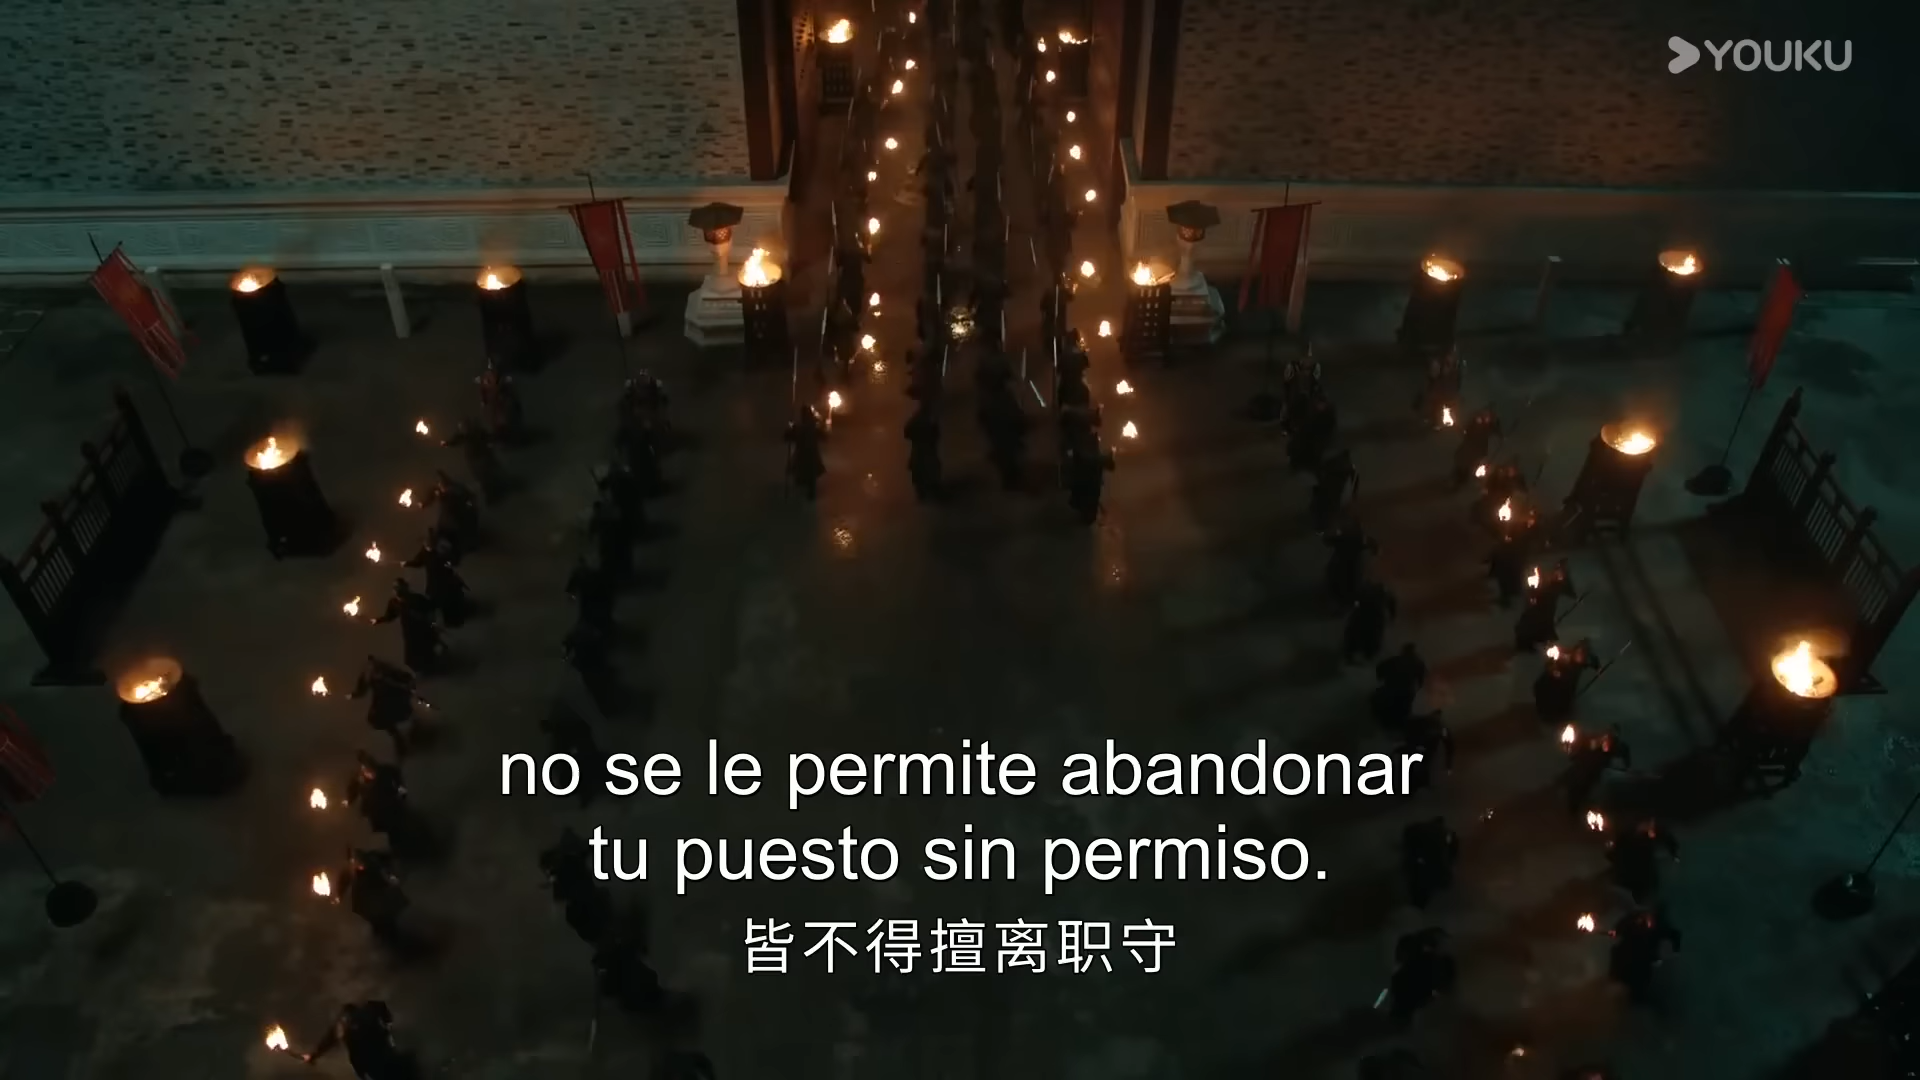 YOUKU
no se le permite abandonar
tu puesto sin permiso.
皆不得擅离职守